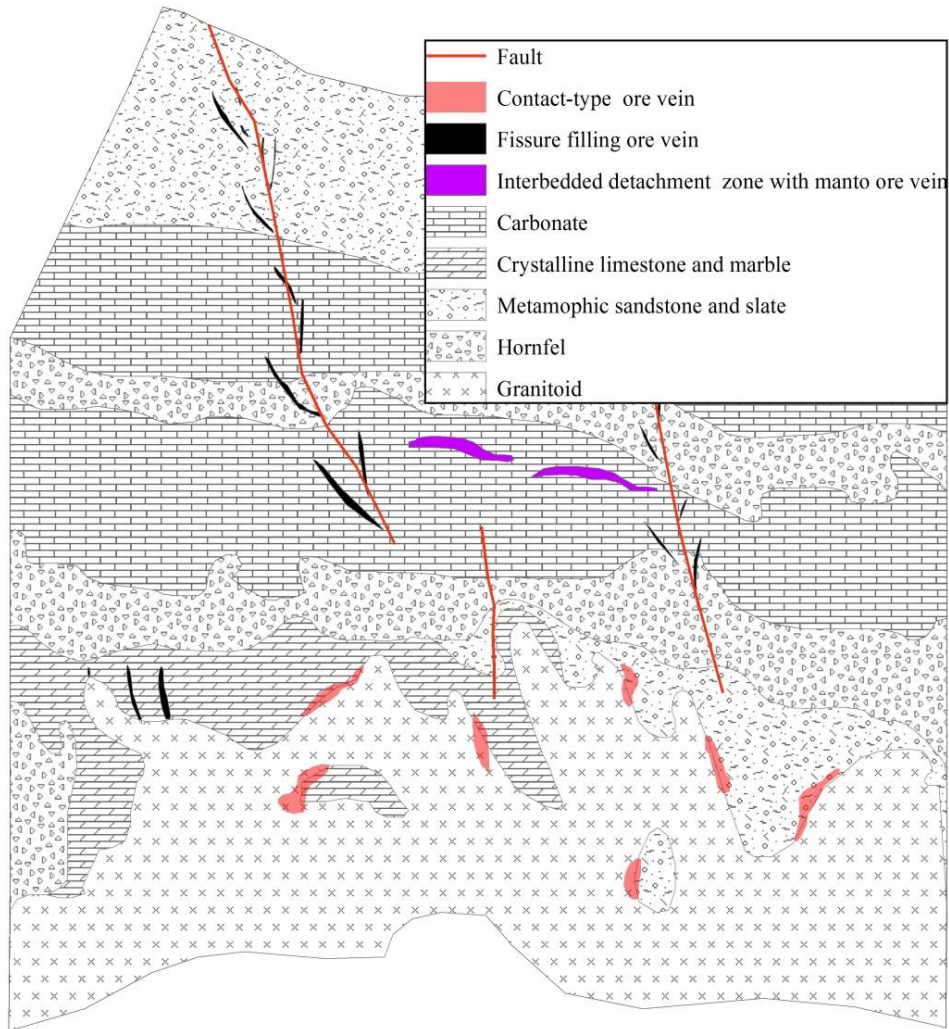 Fault
Contact-type ore vein
Fissure filling ore vein
Interbedded detachment zone with manto ore vein
Carbonate
Crystalline limestone and marble
Metamophic sandstone and slate
Hornfel
Granitoid